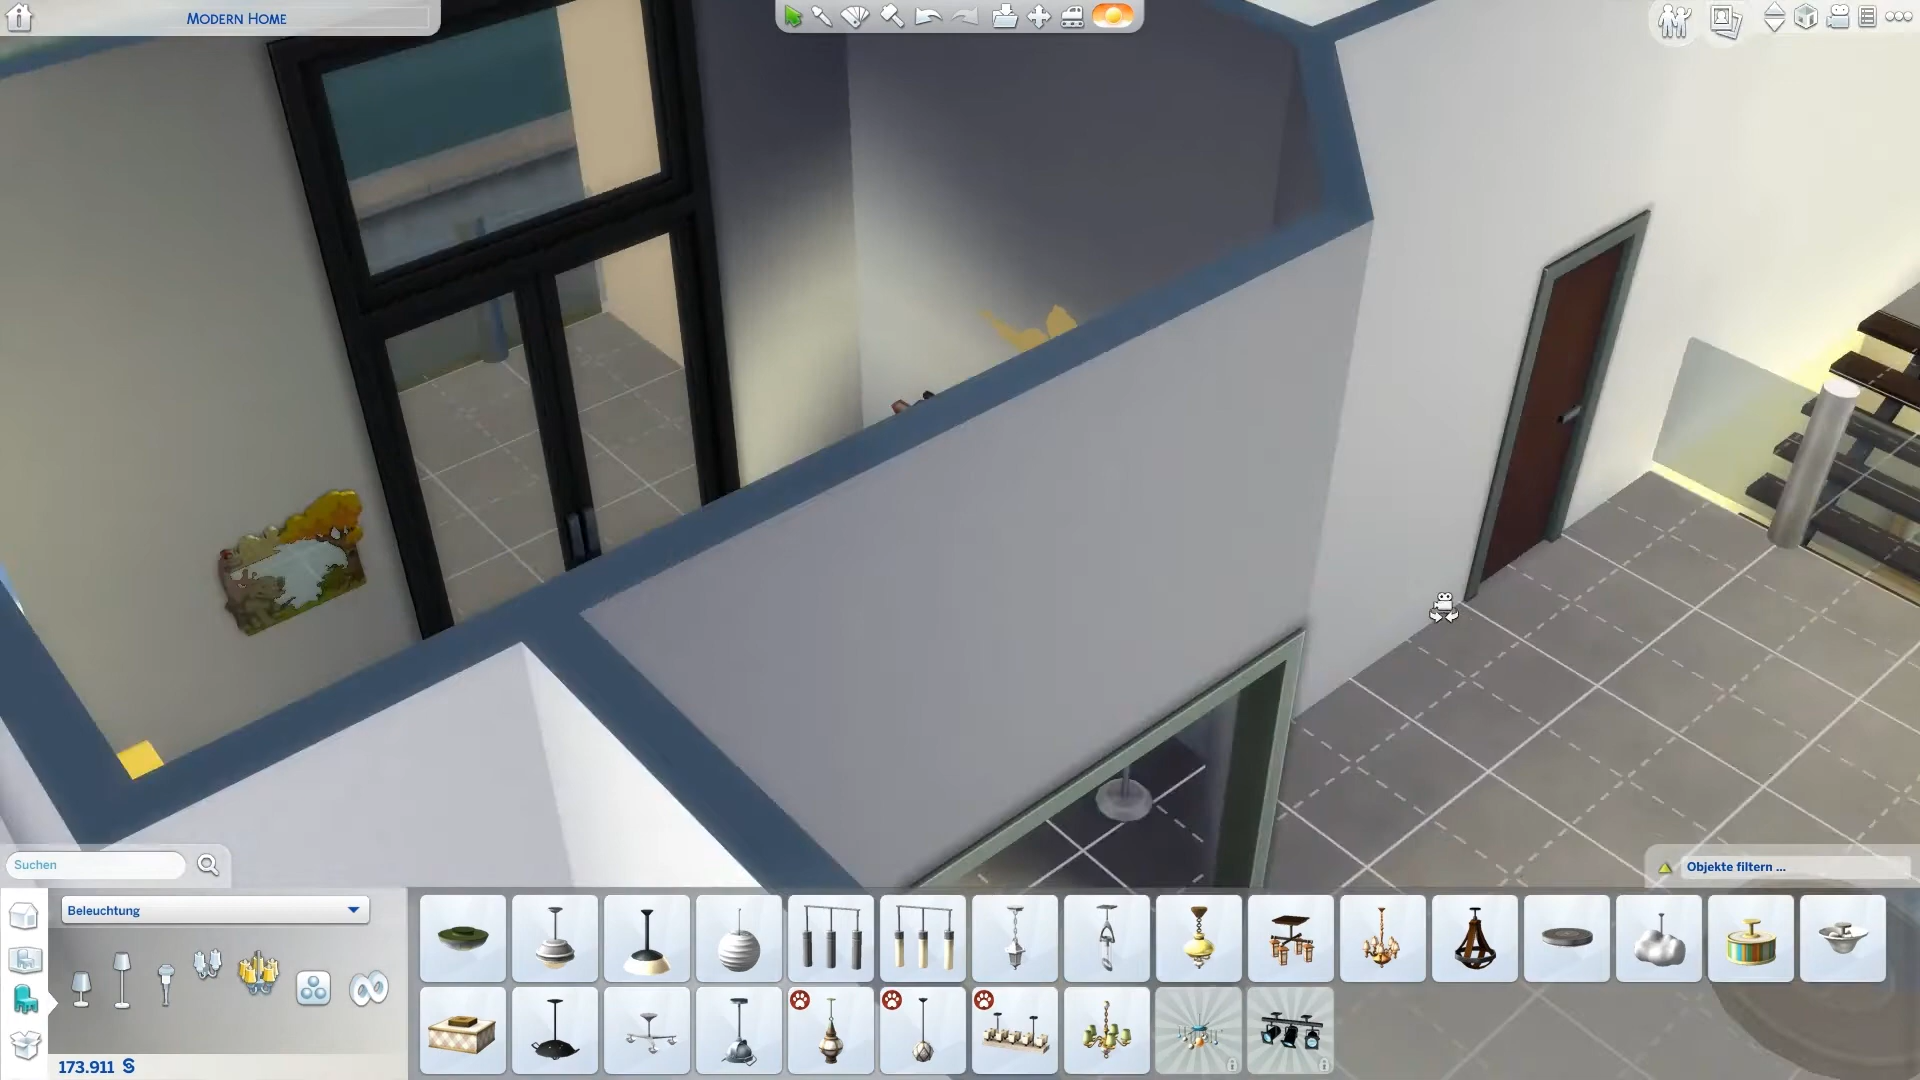 Modern Home
Suchen
Objekte filtern ...
Beleuchtung
173.911 S